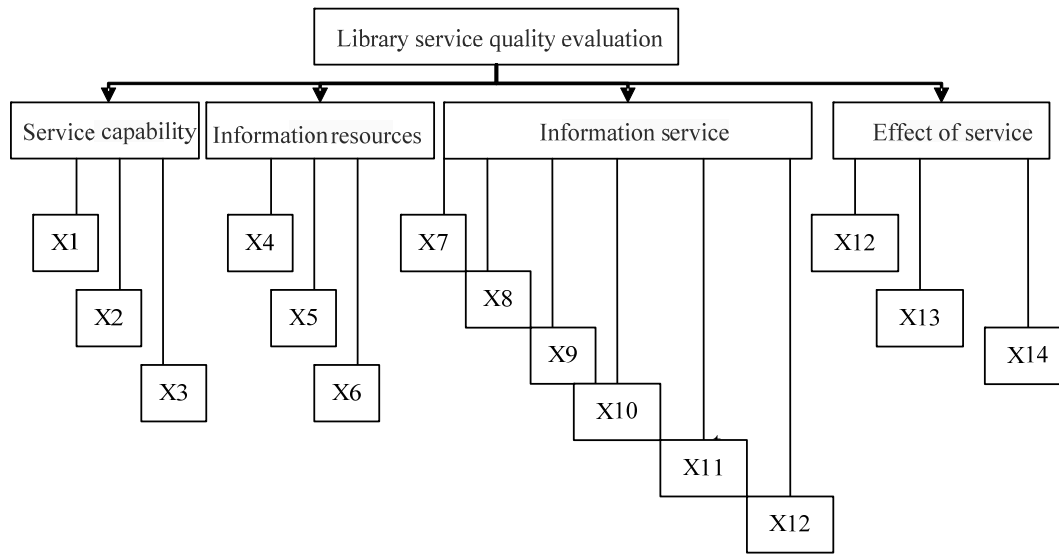 Library service quality evaluation
Service capability
Information resources
Information service
Effect of service
X1
X2
X3
X4
X5
X6
X7
X8
X9
X10
X11
X12
X12
X13
X14